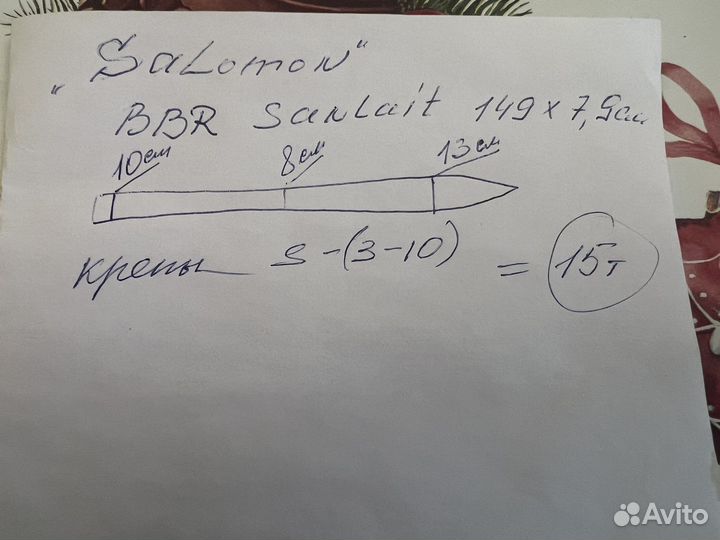 "Salomon"
BBR Sanlait 149 x 7,9см
10см 8см 13см
крепы S-(3-10) = 15т
Avito